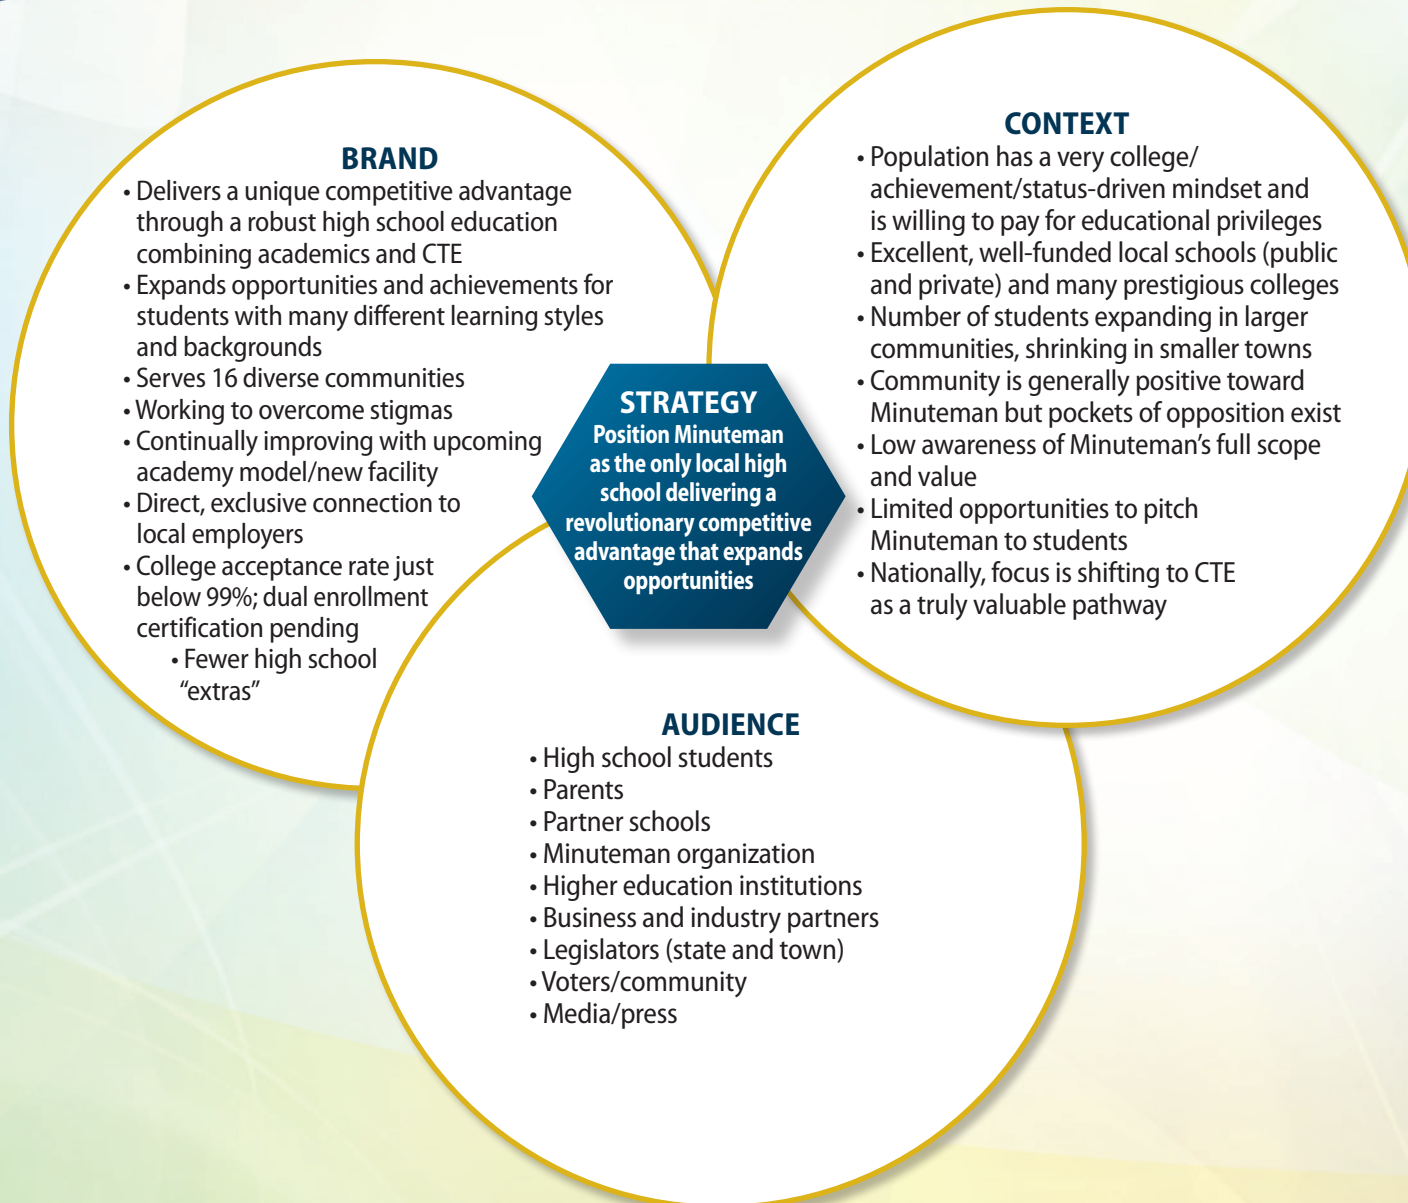 BRAND
• Delivers a unique competitive advantage
through a robust high school education
combining academics and CTE
• Expands opportunities and achievements for
students with many different learning styles
and backgrounds
• Serves 16 diverse communities
• Working to overcome stigmas
• Continually improving with upcoming
academy model/new facility
• Direct, exclusive connection to
local employers
• College acceptance rate just
below 99%; dual enrollment
certification pending
• Fewer high school
"extras"
CONTEXT
• Population has a very college/
achievement/status-driven mindset and
is willing to pay for educational privileges
• Excellent, well-funded local schools (public
and private) and many prestigious colleges
• Number of students expanding in larger
communities, shrinking in smaller towns
• Community is generally positive toward
Minuteman but pockets of opposition exist
• Low awareness of Minuteman's full scope
and value
• Limited opportunities to pitch
Minuteman to students
• Nationally, focus is shifting to CTE
as a truly valuable pathway
STRATEGY
Position Minuteman
as the only local high
school delivering a
revolutionary competitive
advantage that expands
opportunities
AUDIENCE
• High school students
• Parents
• Partner schools
• Minuteman organization
• Higher education institutions
• Business and industry partners
• Legislators (state and town)
• Voters/community
• Media/press